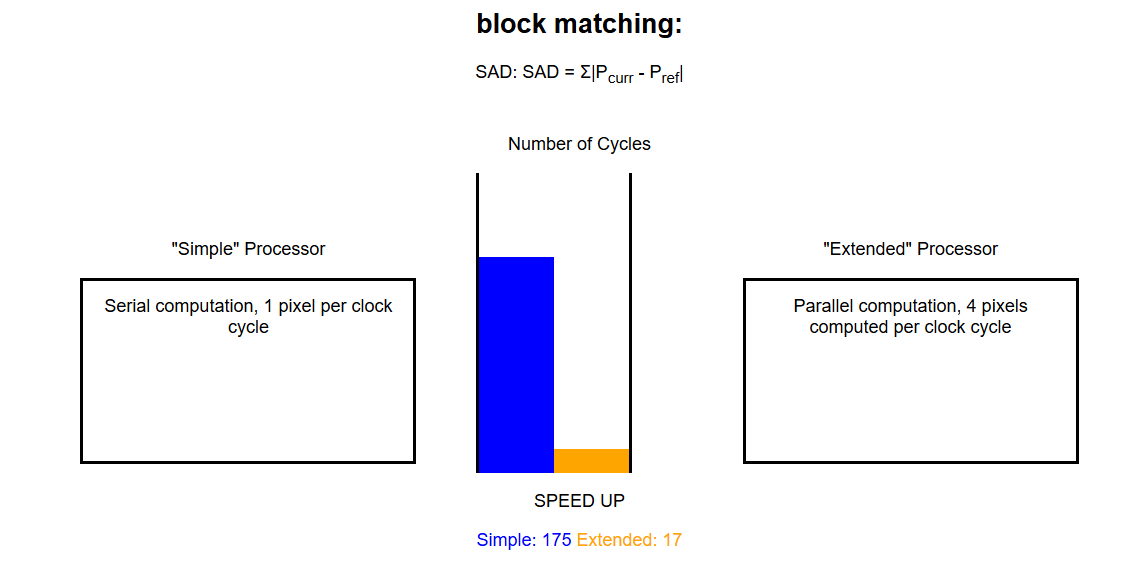 block matching:
SAD: SAD = Σ|Pcurr - Pref|
Number of Cycles
"Simple" Processor
Serial computation, 1 pixel per clock
cycle
"Extended" Processor
Parallel computation, 4 pixels
computed per clock cycle
SPEED UP
Simple: 175 Extended: 17